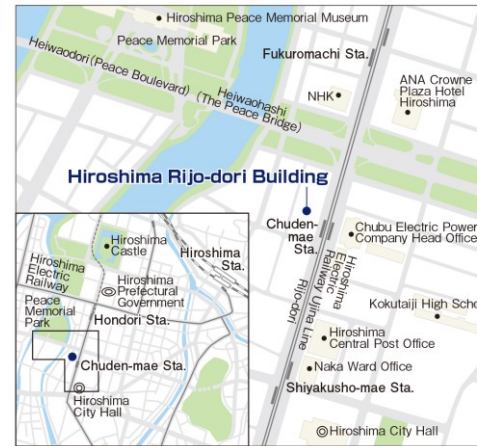 Hiroshima Peace Memorial Museum
Peace Memorial Park
Heiwaodori (Peace Boulevard)
Heiwaohashi
(The Peace Bridge)
Fukuromachi Sta.
NHK
ANA Crowne
Plaza Hotel
Hiroshima
Hiroshima Rijo-dori Building
Chuden-
mae Sta.
Chubu Electric Power
Company Head Office
Hiroshima Electric
Railway Ujina Line
Rijo-dori
Kokutaiji High Scho
Hiroshima
Central Post Office
Naka Ward Office
Shiyakusho-mae Sta.
Hiroshima City Hall
Hiroshima
Castle
Hiroshima
Sta.
Hiroshima
Electric
Railway
Hiroshima
Prefectural
Government
Peace
Memorial
Park
Hondori Sta.
Chuden-mae Sta.
Hiroshima
City Hall